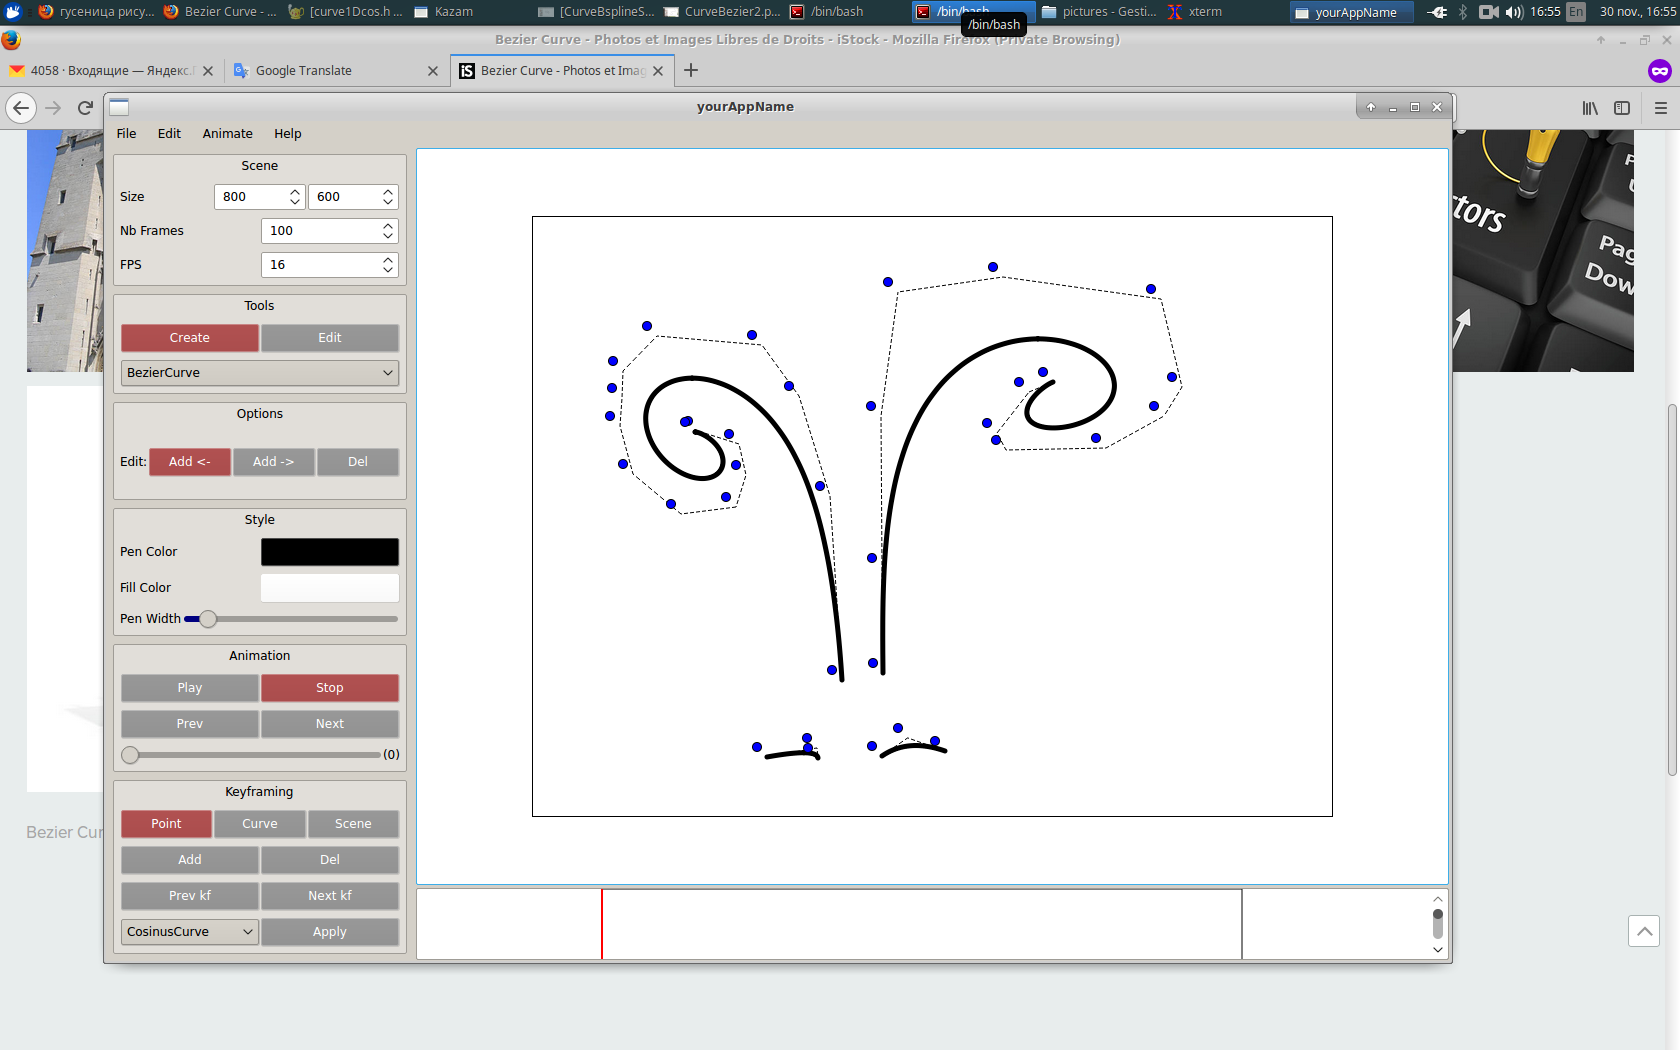 гусеница рису...
Bezier Curve - ...
[curve1Dcos.h ...
Kazam
[CurveBsplineS...
CurveBezier2.p...
/bin/bash
/bin/bash
pictures - Gesti...
xterm
yourAppName
16:55
En
30 nov., 16:55
/bin/bash
Bezier Curve - Photos et Images Libres de Droits - iStock - Mozilla Firefox (Private Browsing)
4058 · Входящие — Яндекс.
Google Translate
iS
Bezier Curve - Photos et Imag
yourAppName
File Edit Animate Help
Scene
Size 800 600
Nb Frames 100
FPS 16
Tools
Create Edit
BezierCurve
Options
Edit: Add <- Add -> Del
Style
Pen Color
Fill Color
Pen Width
Animation
Play Stop
Prev Next
(0)
Keyframing
Point Curve Scene
Add Del
Prev kf Next kf
CosinusCurve Apply
Bezier Cur
ctors
Pag
Dow